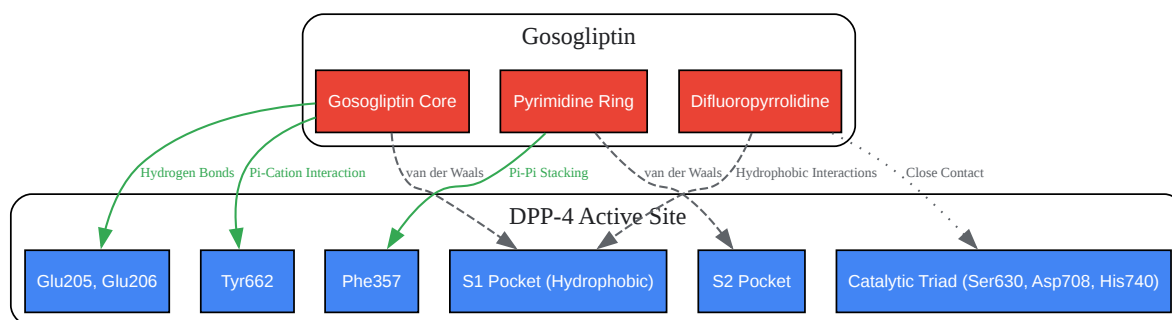 Gosogliptin
Gosogliptin Core
Pyrimidine Ring
Difluoropyrrolidine
Hydrogen Bonds
Pi-Cation Interaction
van der Waals
Pi-Pi Stacking
van der Waals
Hydrophobic Interactions
Close Contact
DPP-4 Active Site
Glu205, Glu206
Tyr662
Phe357
S1 Pocket (Hydrophobic)
S2 Pocket
Catalytic Triad (Ser630, Asp708, His740)